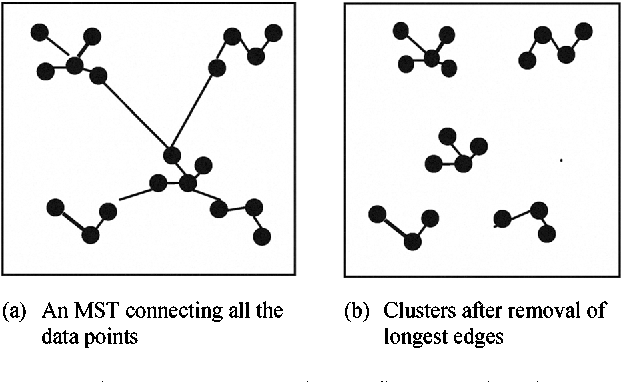 (a) An MST connecting all the
data points
(b) Clusters after removal of
longest edges